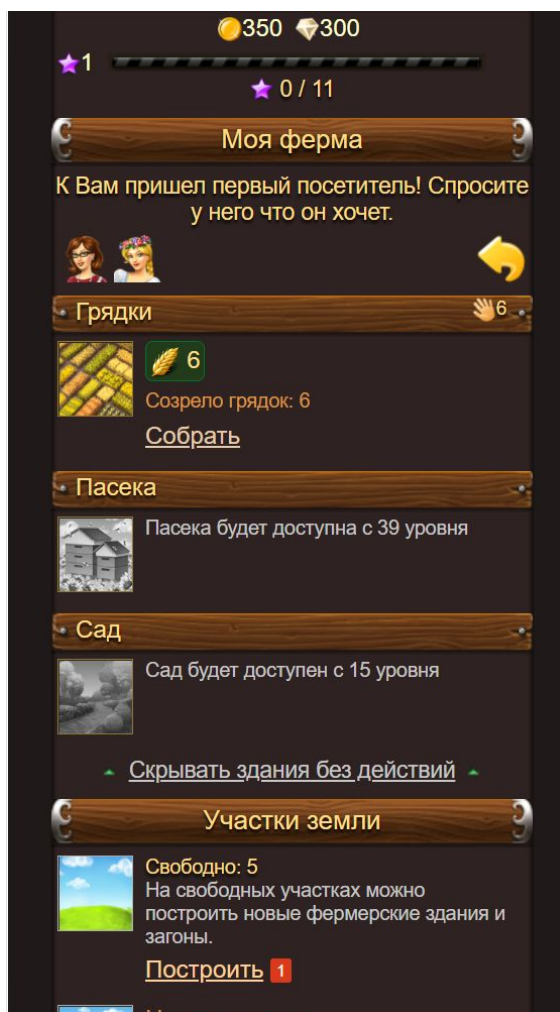 350 300
1
0 / 11
Моя ферма
К Вам пришел первый посетитель! Спросите
у него что он хочет.
Грядки 6
6
Созрело грядок: 6
Собрать
Пасека
Пасека будет доступна с 39 уровня
Сад
Сад будет доступен с 15 уровня
Скрывать здания без действий
Участки земли
Свободно: 5
На свободных участках можно
построить новые фермерские здания и
загоны.
Построить 1